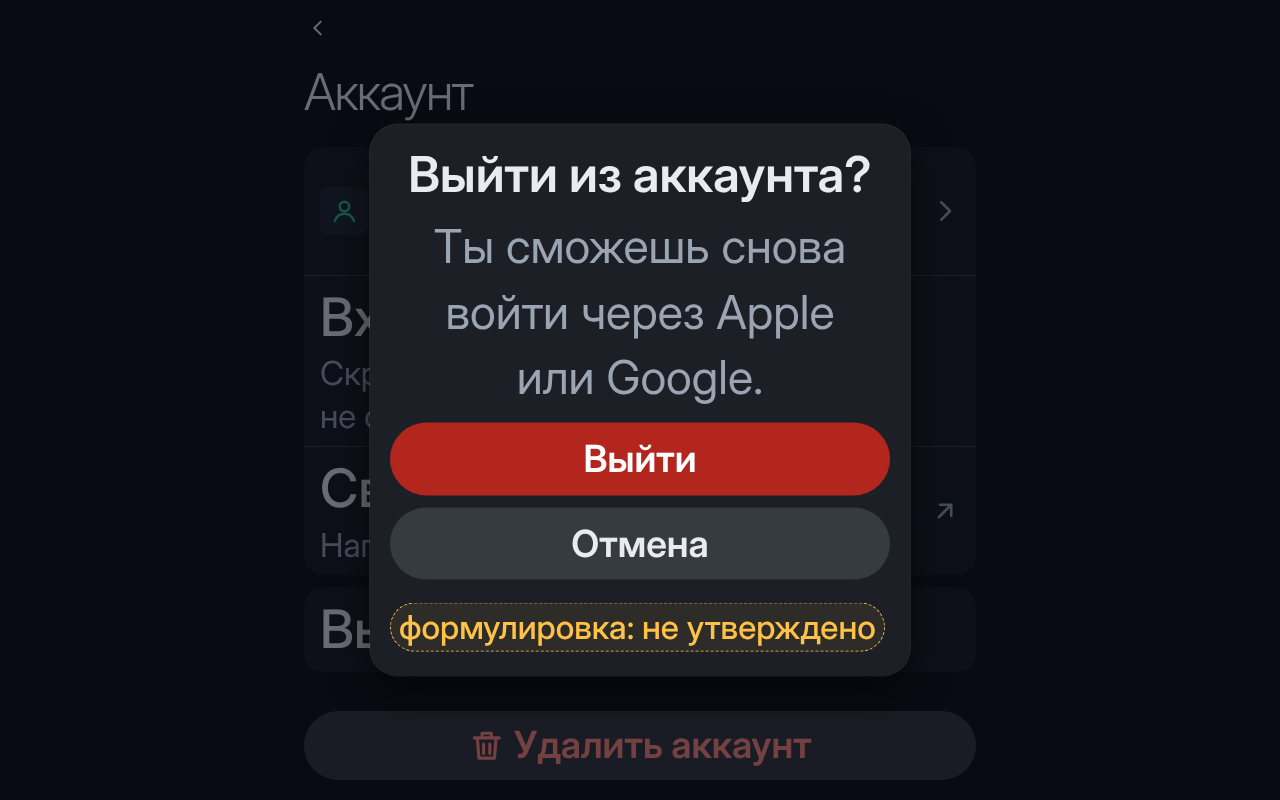 Аккаунт
Выйти из аккаунта?
Ты сможешь снова
войти через Apple
или Google.
Выйти
Отмена
формулировка: не утверждено
Удалить аккаунт